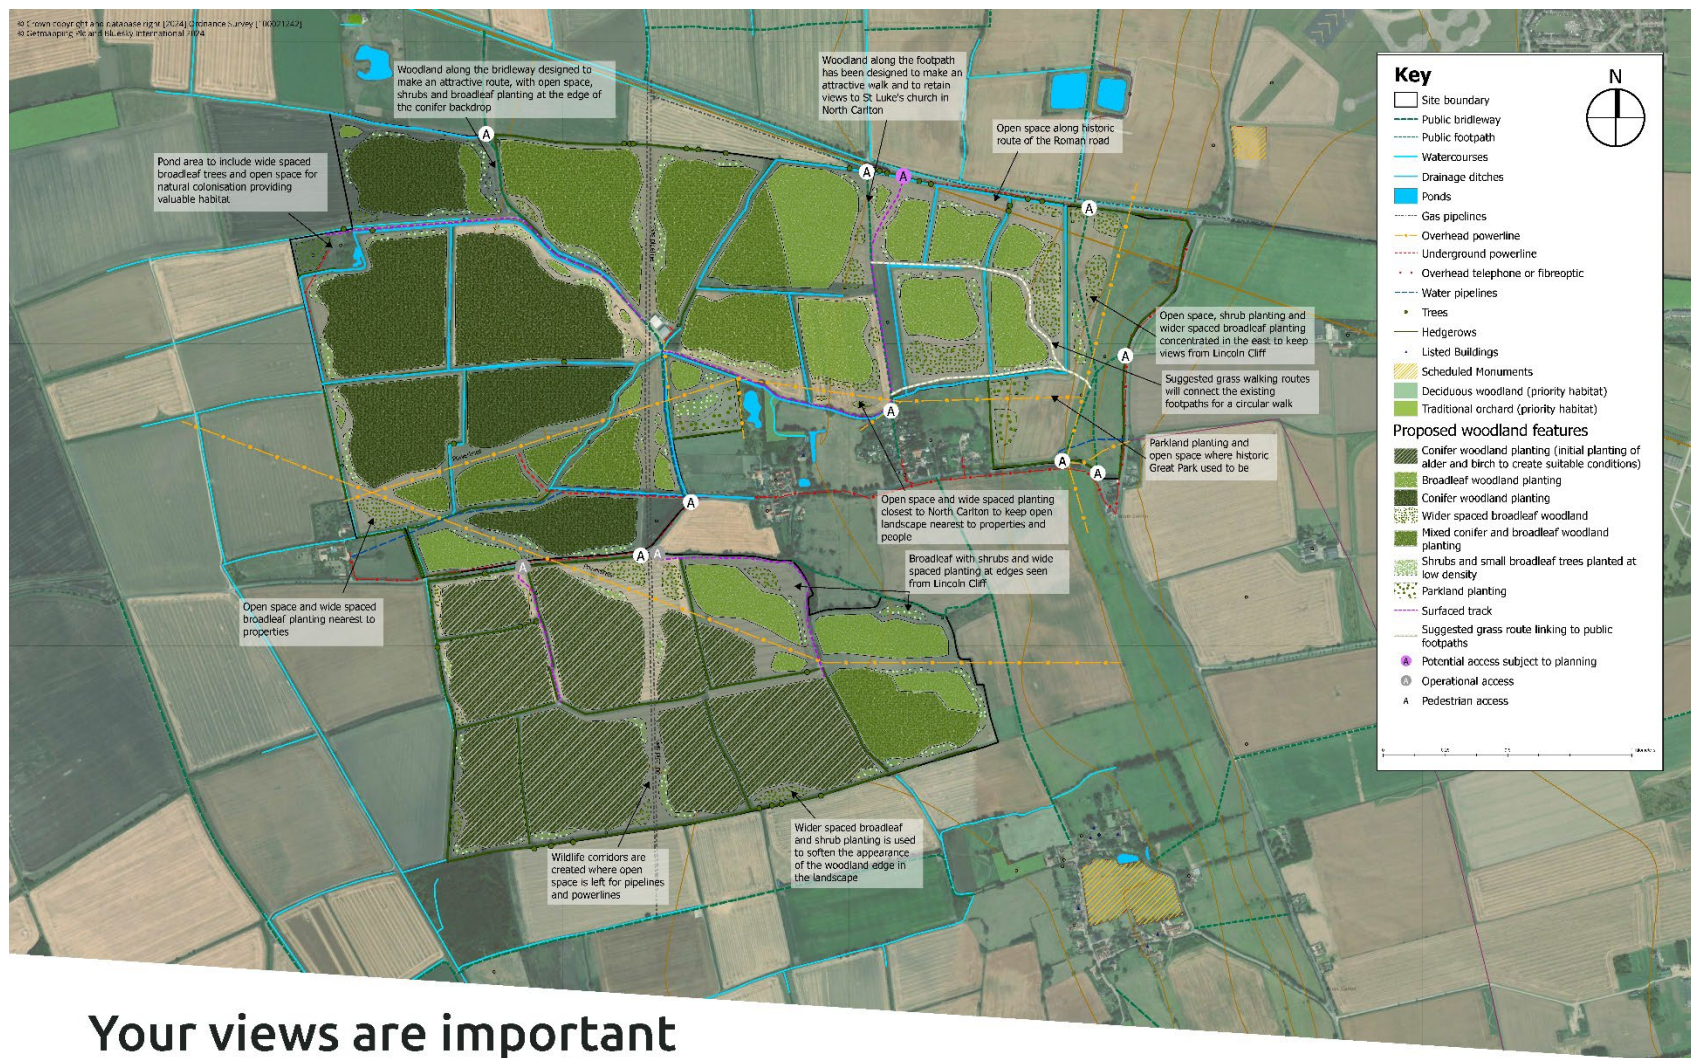 © Crown copyright and database right [2024] Ordnance Survey [100021242]
© Getmapping Plc and Bluesky International 2024
Woodland along the bridleway designed to
make an attractive route, with open space,
shrubs and broadleaf planting at the edge of
the conifer backdrop
Woodland along the footpath
has been designed to make an
attractive walk and to retain
views to St Luke's church in
North Carlton
Open space along historic
route of the Roman road
Pond area to include wide spaced
broadleaf trees and open space for
natural colonisation providing
valuable habitat
A
A
A
A
Open space, shrub planting and
wider spaced broadleaf planting
concentrated in the east to keep
views from Lincoln Cliff
A
Suggested grass walking routes
will connect the existing
footpaths for a circular walk
A
Parkland planting and
open space where historic
Great Park used to be
Powerlines
A
A
Open space and wide spaced planting
closest to North Carlton to keep open
landscape nearest to properties and
people
A
A
A
Broadleaf with shrubs and wide
spaced planting at edges seen
from Lincoln Cliff
A
Powerlines
Open space and wide spaced
broadleaf planting nearest to
properties
Wider spaced broadleaf
and shrub planting is used
to soften the appearance
of the woodland edge in
the landscape
Wildlife corridors are
created where open
space is left for pipelines
and powerlines
Key
N
Site boundary
Public bridleway
Public footpath
Watercourses
Drainage ditches
Ponds
Gas pipelines
Overhead powerline
Underground powerline
Overhead telephone or fibreoptic
Water pipelines
Trees
Hedgerows
Listed Buildings
Scheduled Monuments
Deciduous woodland (priority habitat)
Traditional orchard (priority habitat)
Proposed woodland features
Conifer woodland planting (initial planting of
alder and birch to create suitable conditions)
Broadleaf woodland planting
Conifer woodland planting
Wider spaced broadleaf woodland
Mixed conifer and broadleaf woodland
planting
Shrubs and small broadleaf trees planted at
low density
Parkland planting
Surfaced track
Suggested grass route linking to public
footpaths
A Potential access subject to planning
A Operational access
A Pedestrian access
Your views are important